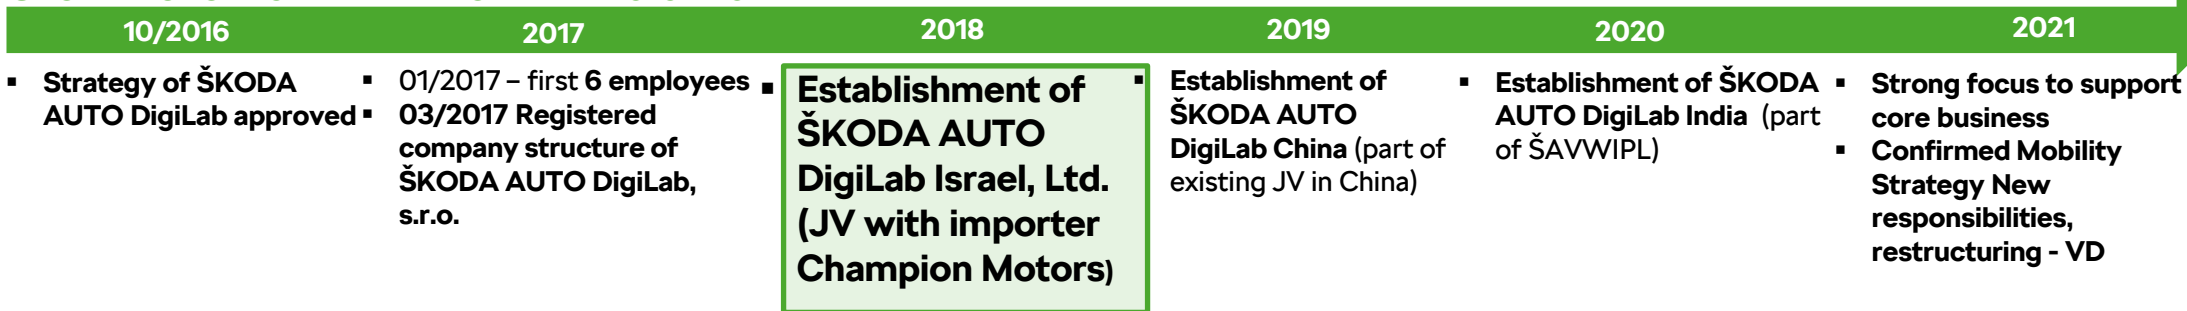 10/2016
2017
2018
2019
2020
2021
▪ Strategy of ŠKODA
AUTO DigiLab approved
▪ 01/2017 – first 6 employees
▪ 03/2017 Registered
company structure of
ŠKODA AUTO DigiLab,
s.r.o.
▪ Establishment of
ŠKODA AUTO
DigiLab Israel, Ltd.
(JV with importer
Champion Motors)
▪ Establishment of
ŠKODA AUTO
DigiLab China (part of
existing JV in China)
▪ Establishment of ŠKODA
AUTO DigiLab India (part
of ŠAVWIPL)
▪ Strong focus to support
core business
▪ Confirmed Mobility
Strategy New
responsibilities,
restructuring - VD